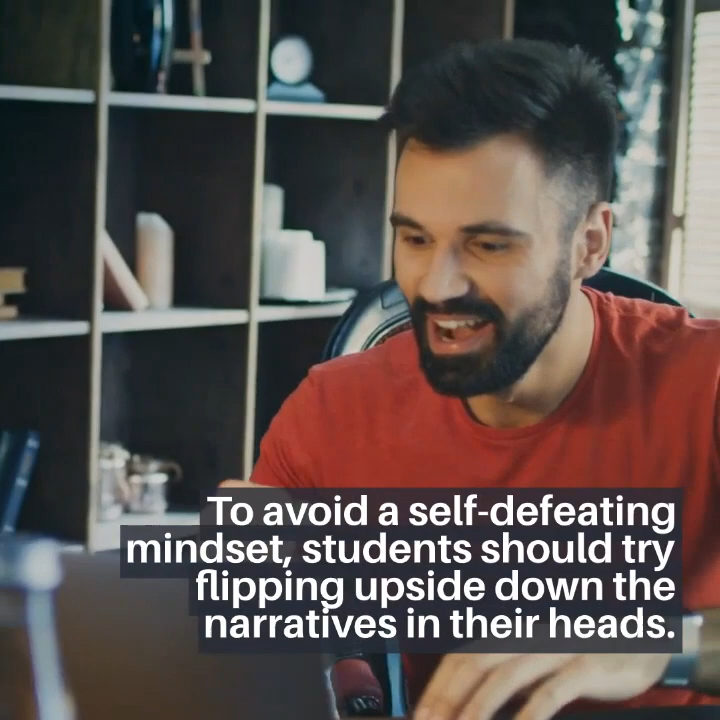 To avoid a self-defeating
mindset, students should try
flipping upside down the
narratives in their heads.